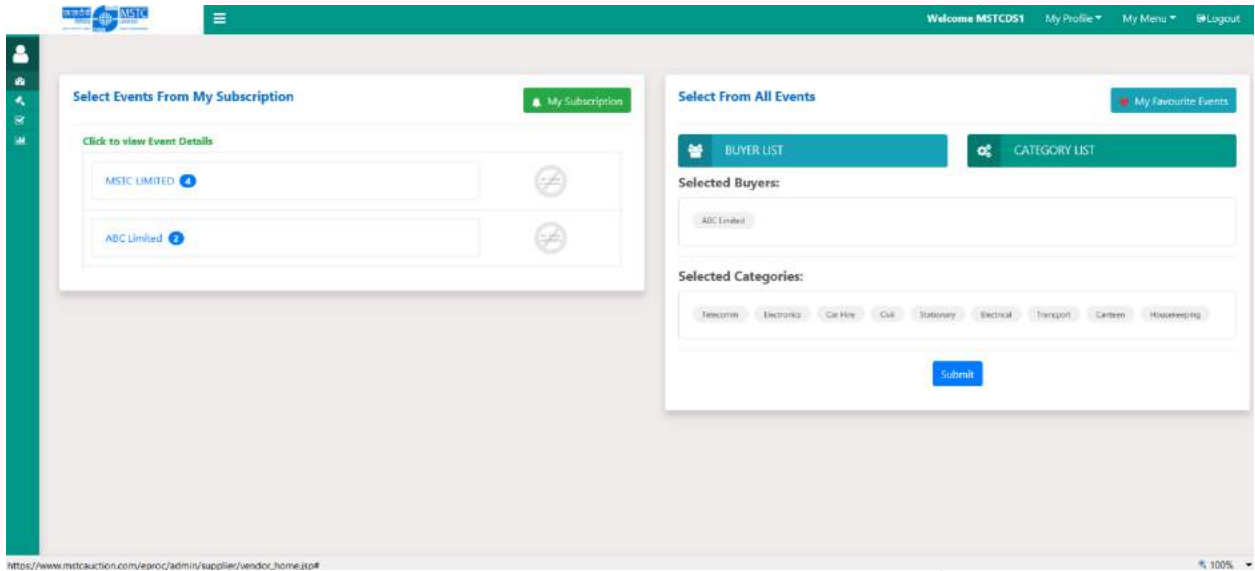 MSTC
Welcome MSTCDS1 My Profile My Menu Logout
Select Events From My Subscription
My Subscription
Click to view Event Details
MSTC LIMITED 4
ABC Limited 2
Select From All Events
My Favourite Events
BUYER LIST
CATEGORY LIST
Selected Buyers:
ABC Limited
Selected Categories:
Telecomm Electronics Car Hire Civil Stationary Electrical Transport Canteen Housekeeping
Submit
https://www.mstcauction.com/eproc/admin/supplier/vendor_home.jsp#
100%